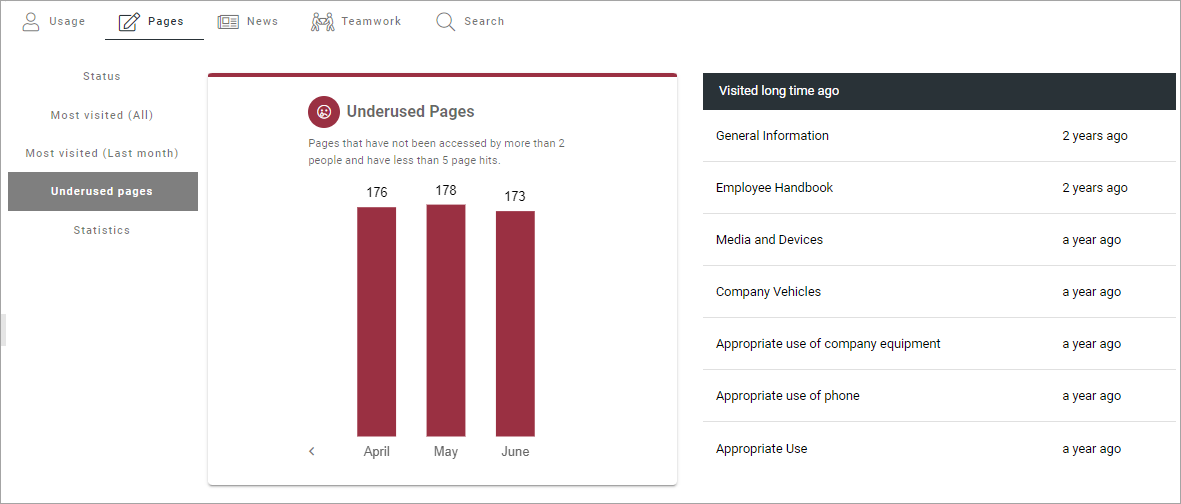 Usage Pages News Teamwork Search
Status
Most visited (All)
Most visited (Last month)
Underused pages
Statistics
Underused Pages
Pages that have not been accessed by more than 2
people and have less than 5 page hits.
176 178 173
April May June
Visited long time ago
General Information 2 years ago
Employee Handbook 2 years ago
Media and Devices a year ago
Company Vehicles a year ago
Appropriate use of company equipment a year ago
Appropriate use of phone a year ago
Appropriate Use a year ago